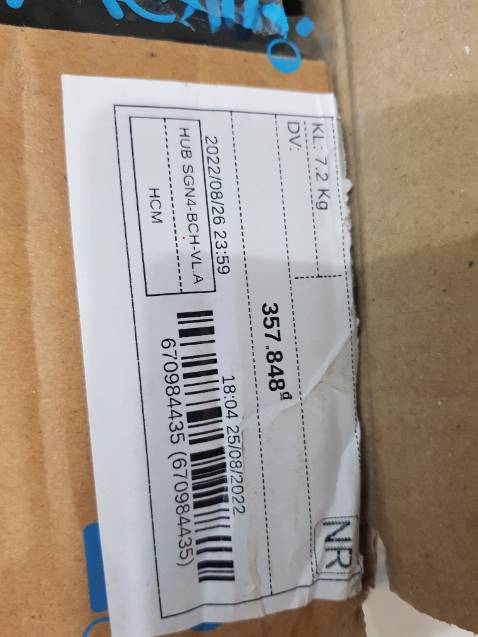 KL: 7.2 Kg
DV:
NR
357.848đ
2022/08/26 23:59
18:04 25/08/2022
HUB SGN4-BCH-VL.A
HCM
670984435 (670984435)